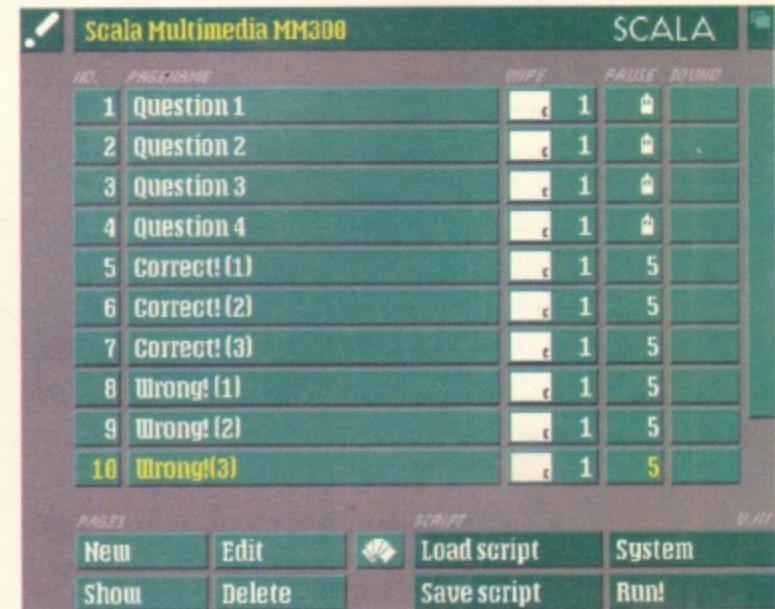 Scala Multimedia MM300 SCALA
NO. PAGENAME WIPE PAUSE SOUND
1 Question 1 1
2 Question 2 1
3 Question 3 1
4 Question 4 1
5 Correct! (1) 1 5
6 Correct! (2) 1 5
7 Correct! (3) 1 5
8 Wrong! (1) 1 5
9 Wrong! (2) 1 5
10 Wrong!(3) 1 5
PAGES SCRIPT
New Edit Load script System
Show Delete Save script Run!